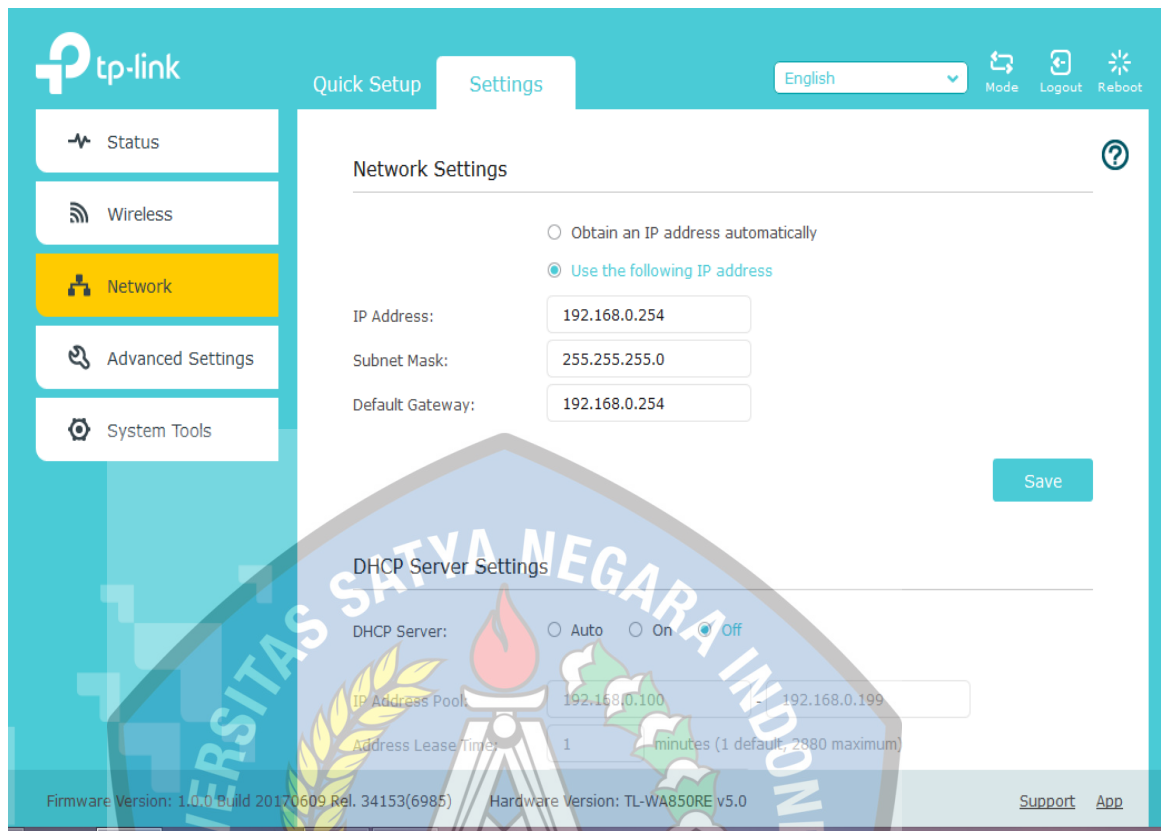 tp-link
Quick Setup Settings English Mode Logout Reboot
Status
Wireless
Network
Advanced Settings
System Tools
Network Settings
Obtain an IP address automatically
Use the following IP address
IP Address: 192.168.0.254
Subnet Mask: 255.255.255.0
Default Gateway: 192.168.0.254
Save
DHCP Server Settings
DHCP Server: Auto On Off
IP Address Pool: 192.168.0.100 - 192.168.0.199
Address Lease Time: 1 minutes (1 default, 2880 maximum)
Firmware Version: 1.0.0 Build 20170609 Rel. 34153(6985) Hardware Version: TL-WA850RE v5.0 Support App
VERSITAS SATYA NEGARA INDON